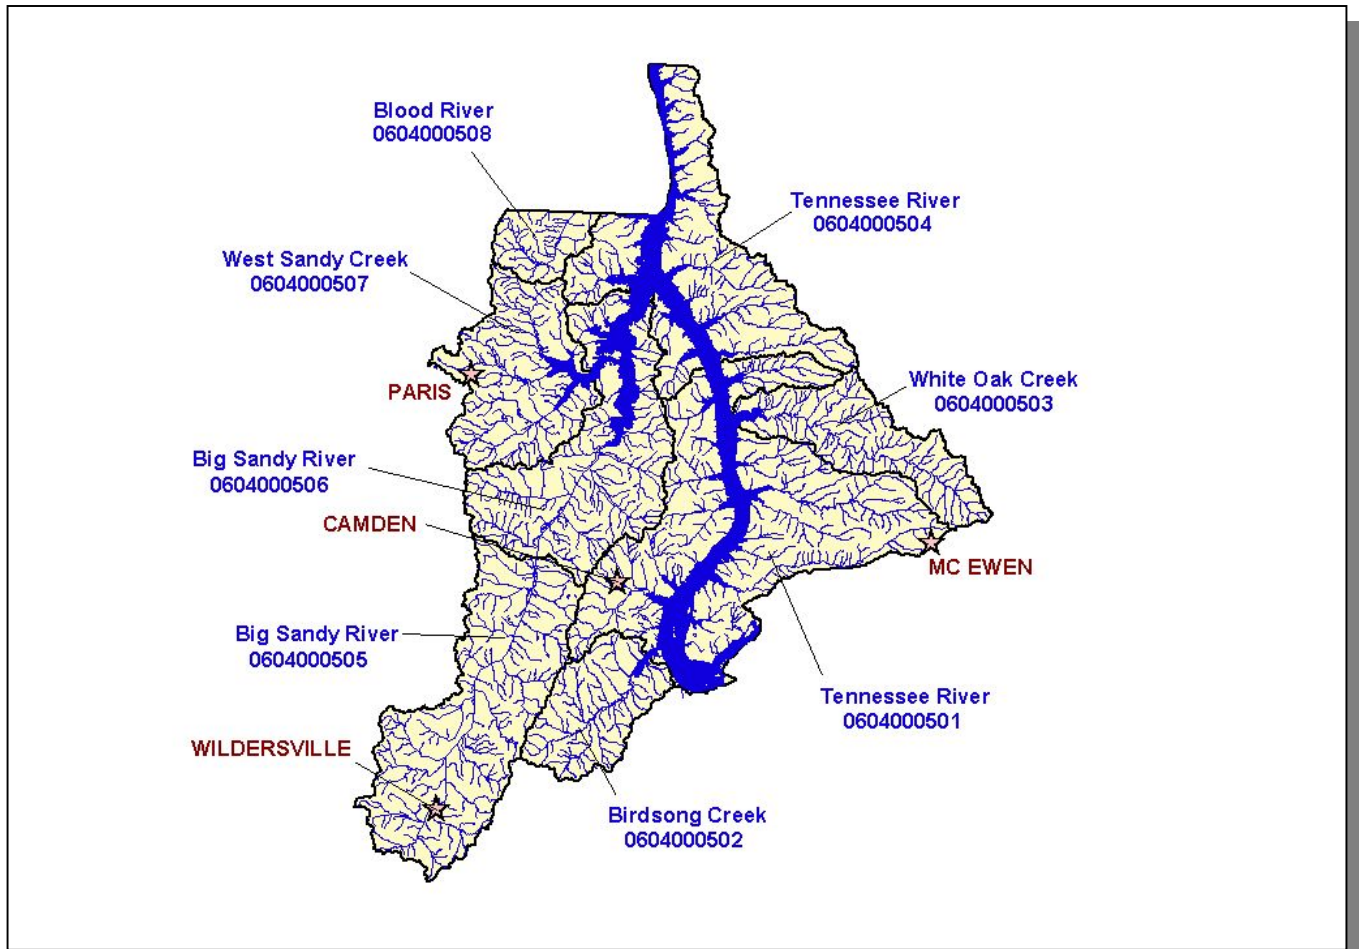 Blood River
0604000508
Tennessee River
0604000504
West Sandy Creek
0604000507
White Oak Creek
0604000503
PARIS
Big Sandy River
0604000506
CAMDEN
MC EWEN
Big Sandy River
0604000505
Tennessee River
0604000501
WILDERSVILLE
Birdsong Creek
0604000502